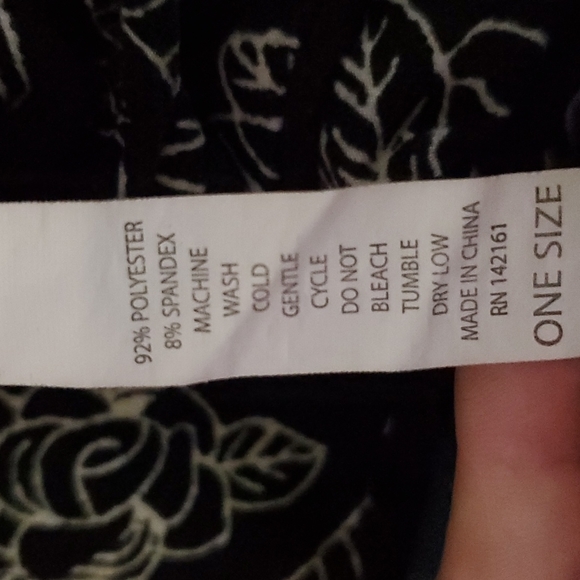 92% POLYESTER
8% SPANDEX
MACHINE
WASH
COLD
GENTLE
CYCLE
DO NOT
BLEACH
TUMBLE
DRY LOW
MADE IN CHINA
RN 142161
ONE SIZE